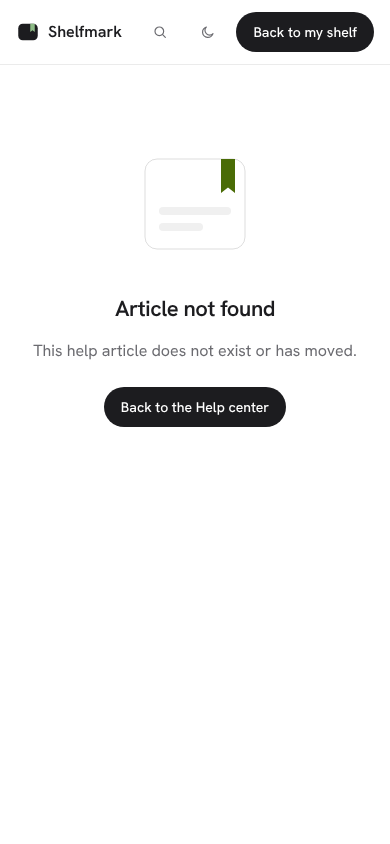 Shelfmark
Back to my shelf
Article not found
This help article does not exist or has moved.
Back to the Help center